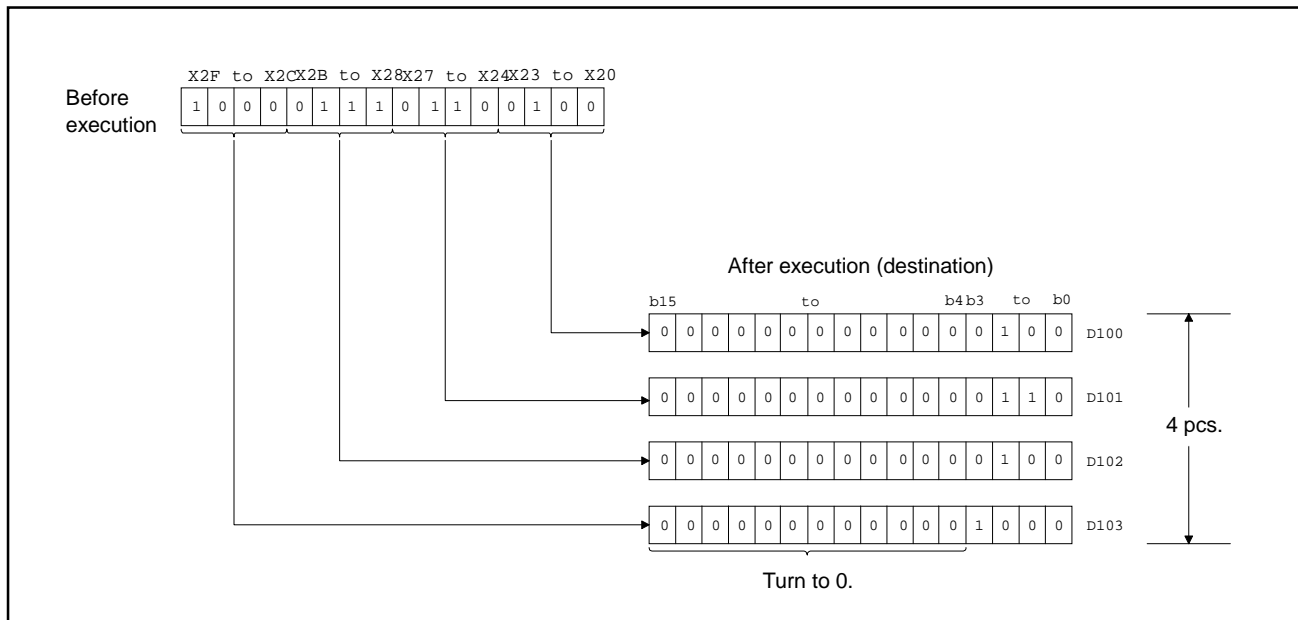 X2F to X2C X2B to X28 X27 to X24 X23 to X20
Before
execution
1 0 0 0 0 1 1 1 0 1 1 0 0 1 0 0
After execution (destination)
b15 to b4 b3 to b0
0 0 0 0 0 0 0 0 0 0 0 0 0 1 0 0 D100
0 0 0 0 0 0 0 0 0 0 0 0 0 1 1 0 D101
4 pcs.
0 0 0 0 0 0 0 0 0 0 0 0 0 1 0 0 D102
0 0 0 0 0 0 0 0 0 0 0 0 1 0 0 0 D103
Turn to 0.